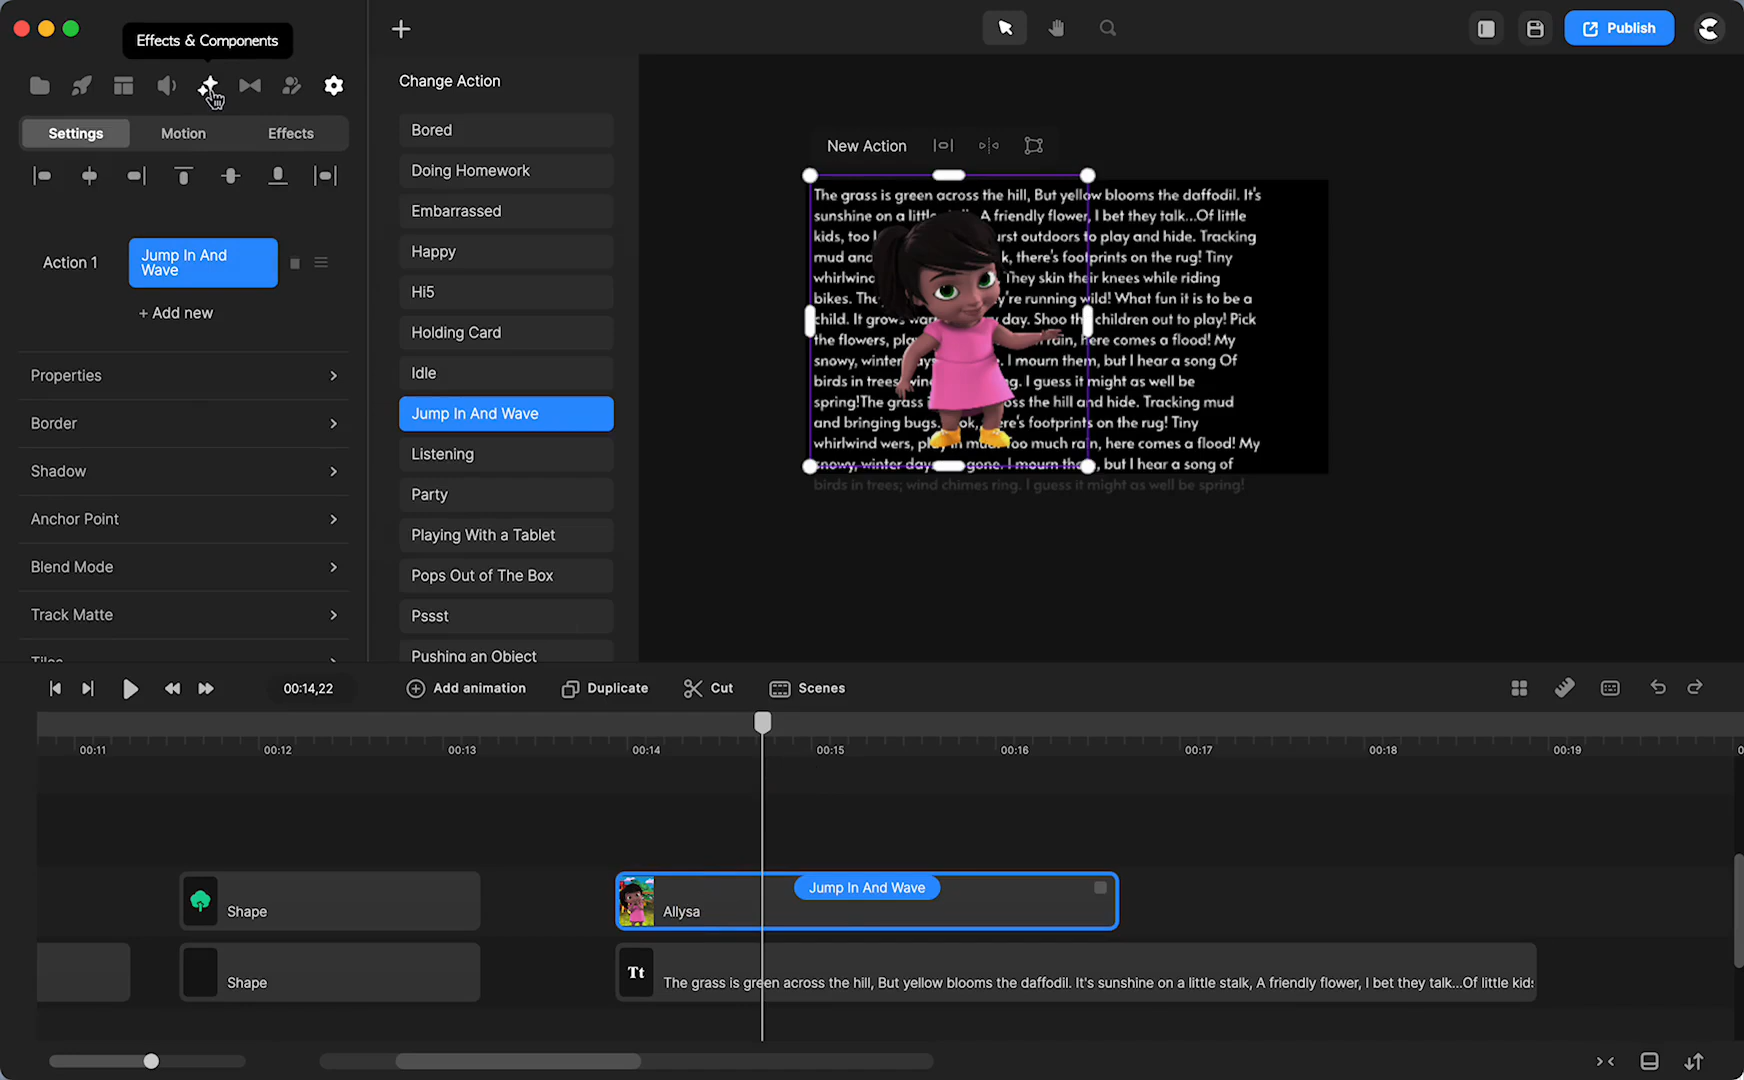 Effects & Components
Publish
Settings
Motion
Effects
Action 1
Jump In And
Wave
+ Add new
Properties
Border
Shadow
Anchor Point
Blend Mode
Track Matte
Change Action
Bored
Doing Homework
Embarrassed
Happy
Hi5
Holding Card
Idle
Jump In And Wave
Listening
Party
Playing With a Tablet
Pops Out of The Box
Pssst
Pushing an Object
New Action
The grass is green across the hill, But yellow blooms the daffodil. It's
sunshine on a little A friendly flower, I bet they talk...Of little
kids, too outdoors to play and hide. Tracking
mud and there's footprints on the rug! Tiny
whirlwind They skin their knees while riding
bikes. running wild! What fun it is to be a
child. It day. Shoo the children out to play! Pick
the flowers, rain, here comes a flood! My
snowy, winter I mourn them, but I hear a song Of
birds in trees, I guess it might as well be
spring!The grass the hill and hide. Tracking mud
and bringing bugs. footprints on the rug! Tiny
whirlwind wers, in mud. Too much rain, here comes a flood! My
snowy, winter gone. I mourn but I hear a song of
birds in trees; wind chimes ring. I guess it might as well be spring!
00:14,22
Add animation
Duplicate
Cut
Scenes
00:11
00:12
00:13
00:14
00:15
00:16
00:17
00:18
00:19
Shape
Jump In And Wave
Allysa
Shape
Tt
The grass is green across the hill, But yellow blooms the daffodil. It's sunshine on a little stalk, A friendly flower, I bet they talk...Of little